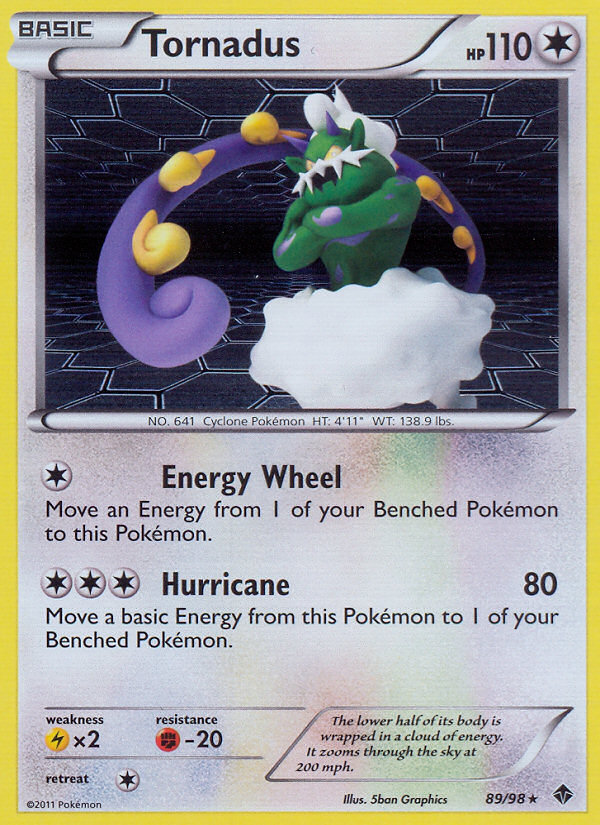 BASIC
Tornadus
HP110
NO. 641 Cyclone Pokémon HT: 4'11" WT: 138.9 lbs.
Energy Wheel
Move an Energy from 1 of your Benched Pokémon
to this Pokémon.
Hurricane 80
Move a basic Energy from this Pokémon to 1 of your
Benched Pokémon.
weakness resistance
×2 -20
The lower half of its body is
wrapped in a cloud of energy.
It zooms through the sky at
200 mph.
retreat
©2011 Pokémon
Illus. 5ban Graphics 89/98★